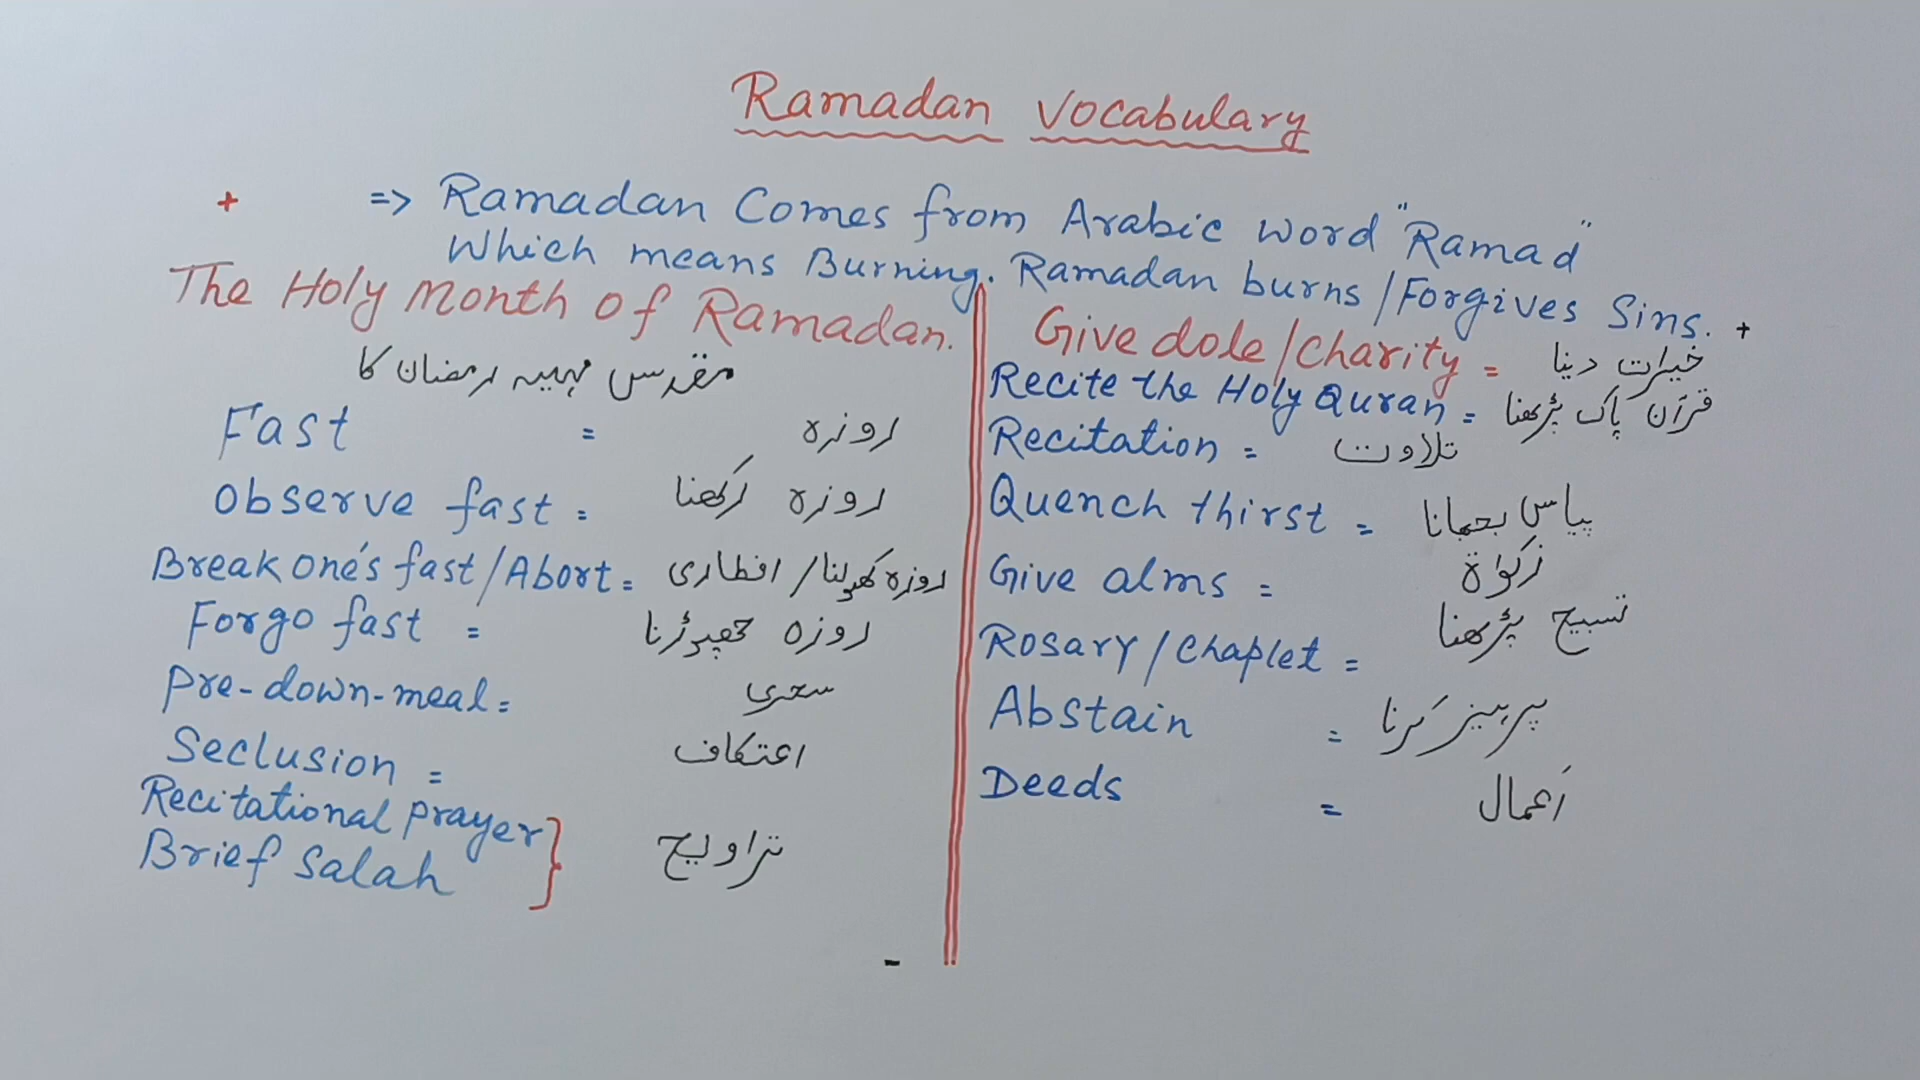 Ramadan Vocabulary
+ => Ramadan Comes from Arabic word "Ramad"
Which means Burning. Ramadan burns/Forgives Sins. +
The Holy Month of Ramadan.
مقدس مہینہ رمضان کا
Fast = روزہ
Observe fast = روزہ رکھنا
Break one's fast/Abort = روزہ کھولنا/افطاری
Forgo fast = روزہ چھوڑنا
Pre-down-meal = سحری
Seclusion = اعتکاف
Recitational Prayer
Brief Salah } تراویح
-
Give dole/Charity = خیرات دینا
Recite the Holy Quran = قرآن پاک پڑھنا
Recitation = تلاوت
Quench thirst = پیاس بجھانا
Give alms = زکوٰة
Rosary/Chaplet = تسبیح پڑھنا
Abstain = پرہیز کرنا
Deeds = اَعمال